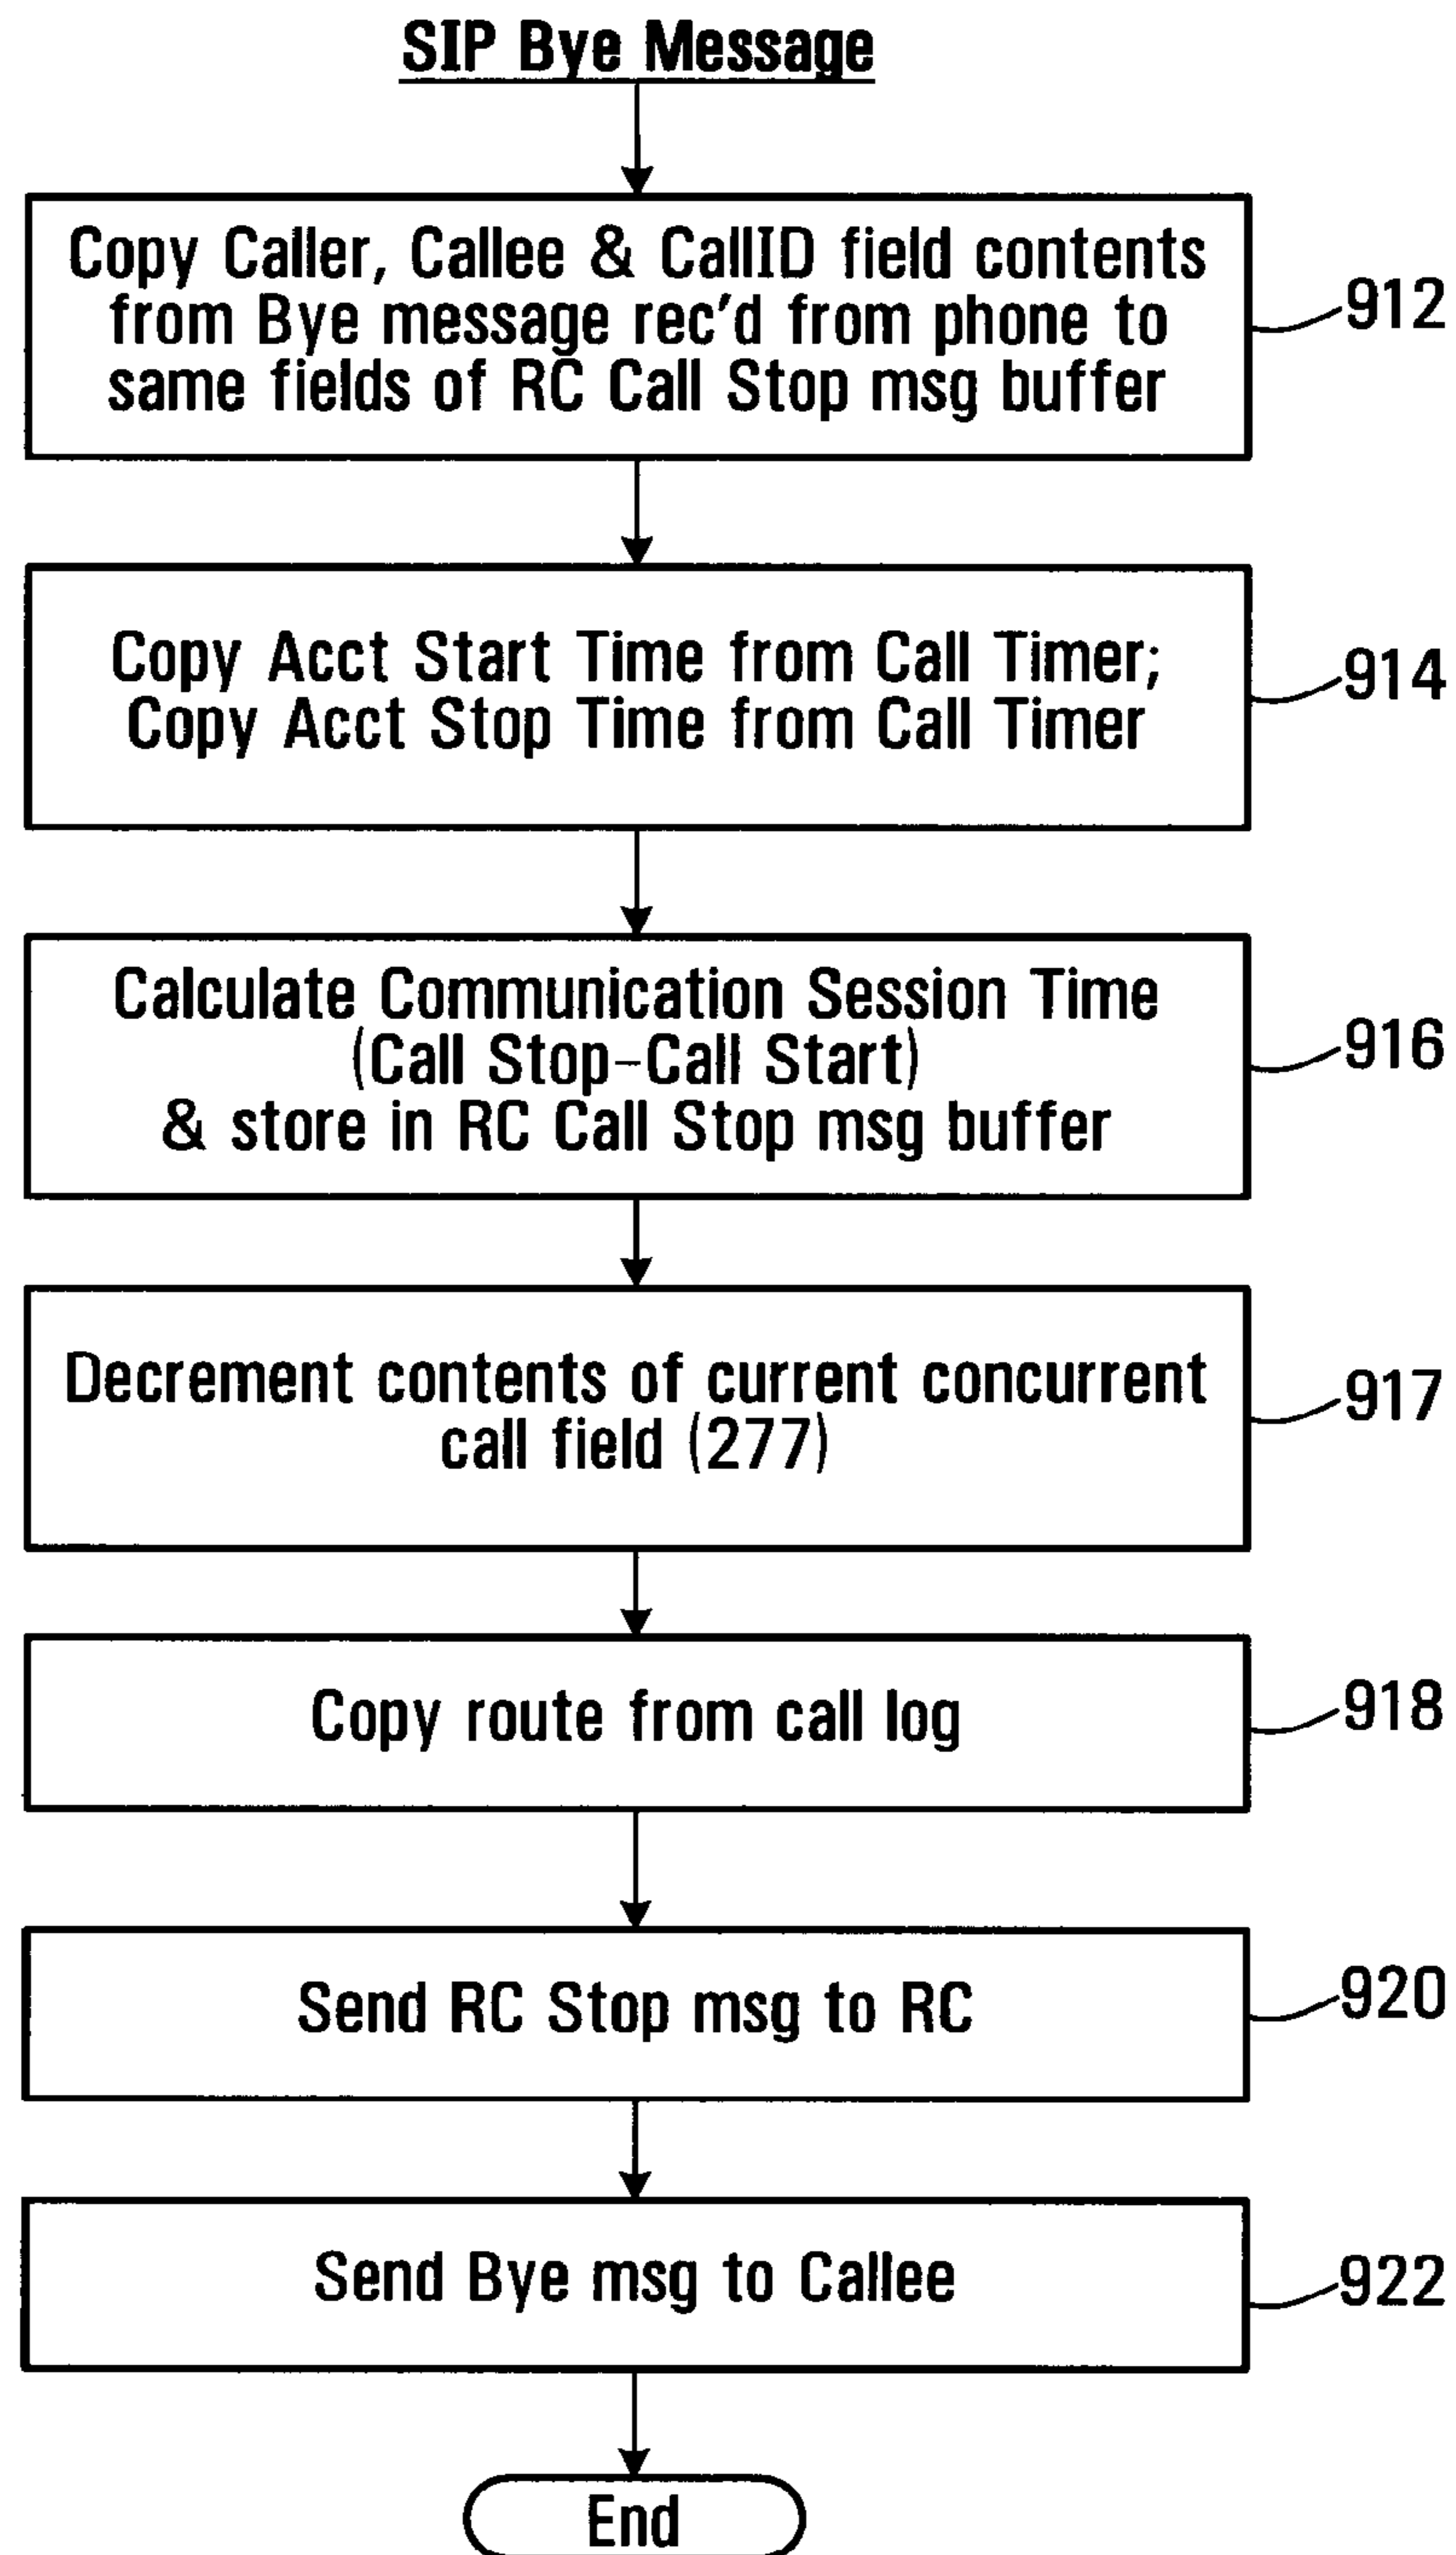 SIP Bye Message
Copy Caller, Callee & CallID field contents
from Bye message rec'd from phone to
same fields of RC Call Stop msg buffer
912
Copy Acct Start Time from Call Timer;
Copy Acct Stop Time from Call Timer
914
Calculate Communication Session Time
(Call Stop-Call Start)
& store in RC Call Stop msg buffer
916
Decrement contents of current concurrent
call field (277)
917
Copy route from call log
918
Send RC Stop msg to RC
920
Send Bye msg to Callee
922
End